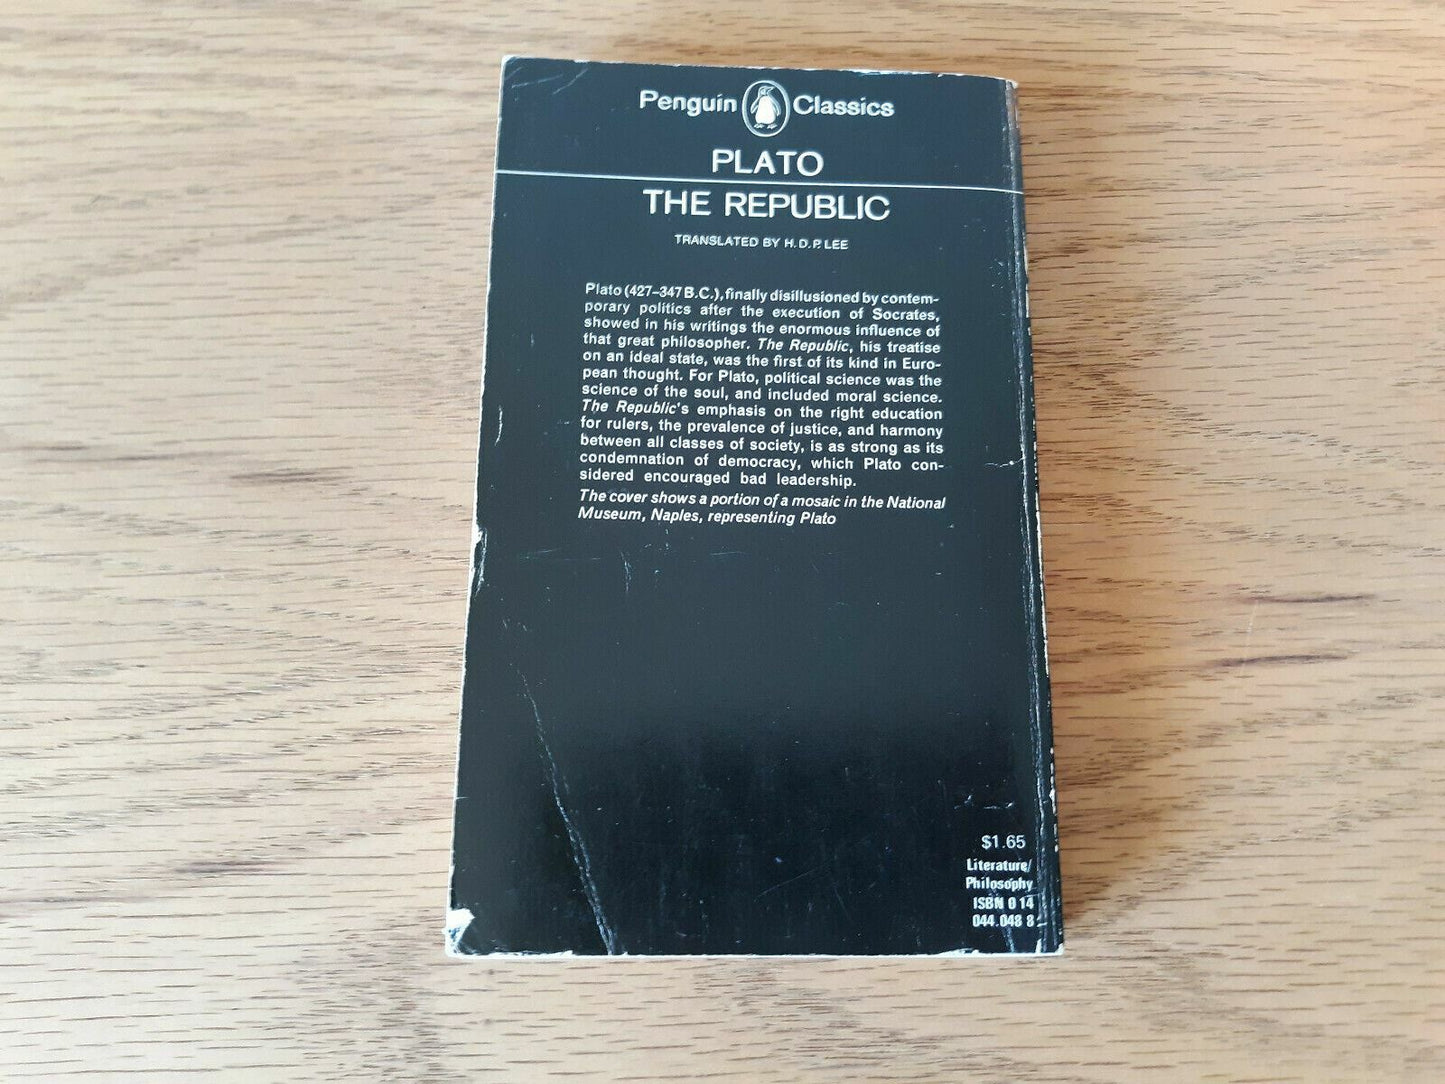 Penguin Classics
PLATO
THE REPUBLIC
TRANSLATED BY H. D. P. LEE
Plato (427–347 B.C.), finally disillusioned by contem-
porary politics after the execution of Socrates,
showed in his writings the enormous influence of
that great philosopher. The Republic, his treatise
on an ideal state, was the first of its kind in Euro-
pean thought. For Plato, political science was the
science of the soul, and included moral science.
The Republic's emphasis on the right education
for rulers, the prevalence of justice, and harmony
between all classes of society, is as strong as its
condemnation of democracy, which Plato con-
sidered encouraged bad leadership.
The cover shows a portion of a mosaic in the National
Museum, Naples, representing Plato
$1.65
Literature/
Philosophy
ISBN 0 14
044.048 8